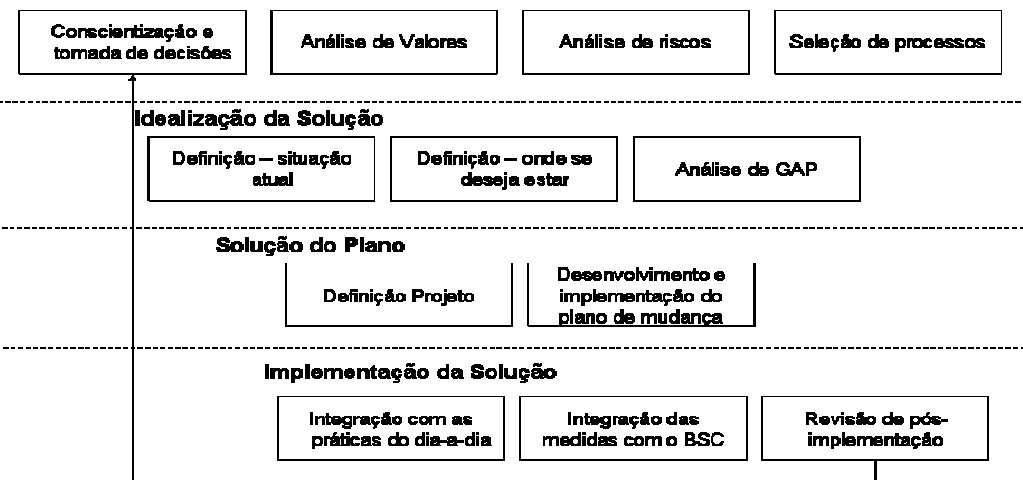 Conscientização e
tomada de decisões
Análise de Valores
Análise de riscos
Seleção de processos
Idealização da Solução
Definição – situação
atual
Definição – onde se
deseja estar
Análise de GAP
Solução do Plano
Definição Projeto
Desenvolvimento e
implementação do
plano de mudança
Implementação da Solução
Integração com as
práticas do dia-a-dia
Integração das
medidas com o BSC
Revisão de pós-
implementação